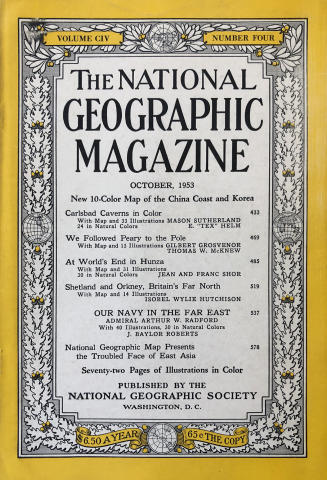 VOLUME CIV NUMBER FOUR
THE NATIONAL
GEOGRAPHIC
MAGAZINE
OCTOBER, 1953
New 10-Color Map of the China Coast and Korea
Carlsbad Caverns in Color 433
With Map and 33 Illustrations MASON SUTHERLAND
24 in Natural Colors E. "TEX" HELM
We Followed Peary to the Pole 469
With Map and 15 Illustrations GILBERT GROSVENOR
THOMAS W. McKNEW
At World's End in Hunza 485
With Map and 31 Illustrations
20 in Natural Colors JEAN AND FRANC SHOR
Shetland and Orkney, Britain's Far North 519
With Map and 14 Illustrations
ISOBEL WYLIE HUTCHISON
OUR NAVY IN THE FAR EAST 537
ADMIRAL ARTHUR W. RADFORD
With 40 Illustrations, 30 in Natural Colors
J. BAYLOR ROBERTS
National Geographic Map Presents 578
the Troubled Face of East Asia
Seventy-two Pages of Illustrations in Color
PUBLISHED BY THE
NATIONAL GEOGRAPHIC SOCIETY
WASHINGTON, D. C.
$6.50 A YEAR 65c THE COPY